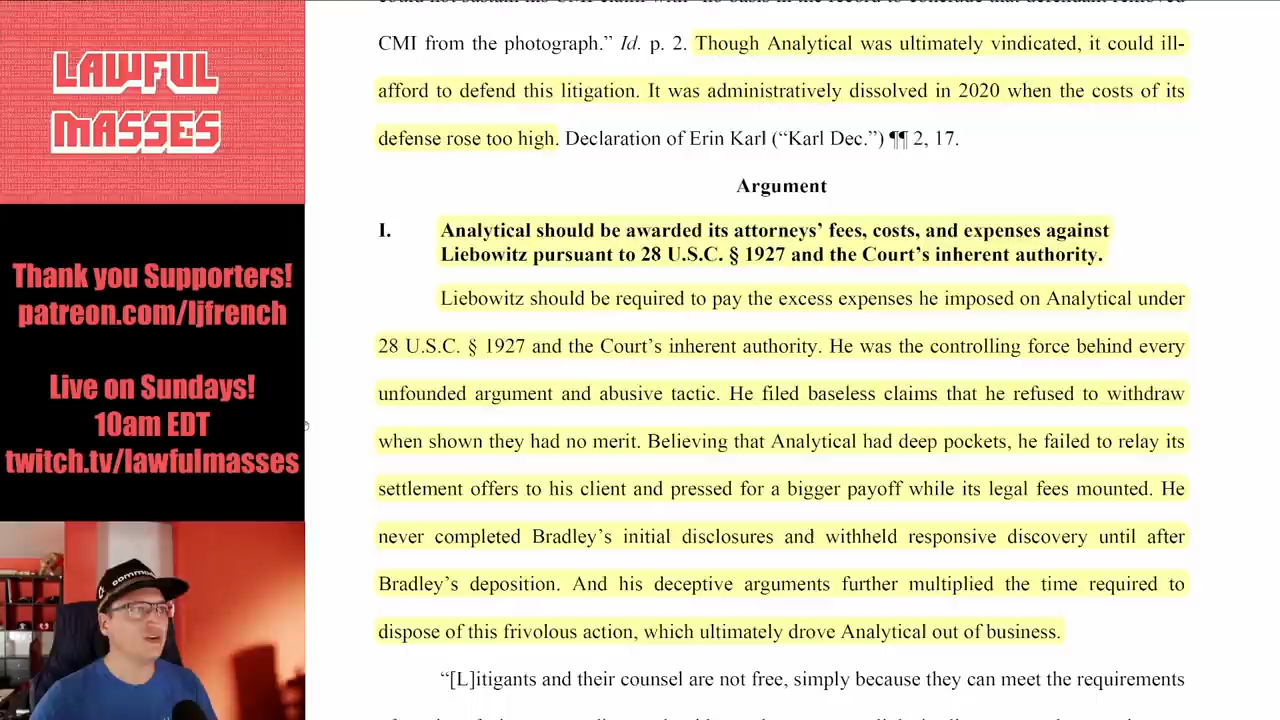 LAWFUL
MASSES
Thank you Supporters!
patreon.com/ljfrench
Live on Sundays!
10am EDT
twitch.tv/lawfulmasses
CMI from the photograph.” Id. p. 2. Though Analytical was ultimately vindicated, it could ill-
afford to defend this litigation. It was administratively dissolved in 2020 when the costs of its
defense rose too high. Declaration of Erin Karl (“Karl Dec.”) ¶¶ 2, 17.
Argument
I. Analytical should be awarded its attorneys’ fees, costs, and expenses against
Liebowitz pursuant to 28 U.S.C. § 1927 and the Court’s inherent authority.
Liebowitz should be required to pay the excess expenses he imposed on Analytical under
28 U.S.C. § 1927 and the Court’s inherent authority. He was the controlling force behind every
unfounded argument and abusive tactic. He filed baseless claims that he refused to withdraw
when shown they had no merit. Believing that Analytical had deep pockets, he failed to relay its
settlement offers to his client and pressed for a bigger payoff while its legal fees mounted. He
never completed Bradley’s initial disclosures and withheld responsive discovery until after
Bradley’s deposition. And his deceptive arguments further multiplied the time required to
dispose of this frivolous action, which ultimately drove Analytical out of business.
“[L]itigants and their counsel are not free, simply because they can meet the requirements